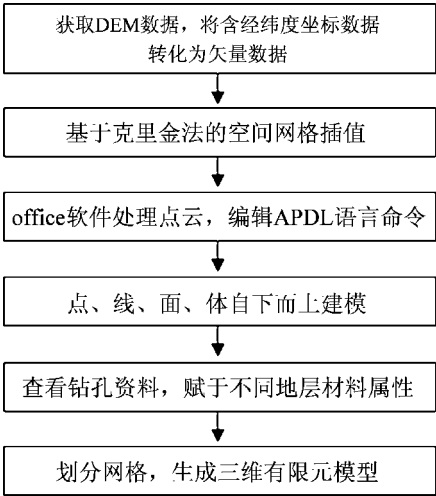 获取DEM数据，将含经纬度坐标数据
转化为矢量数据
基于克里金法的空间网格插值
office软件处理点云，编辑APDL语言命令
点、线、面、体自下而上建模
查看钻孔资料，赋于不同地层材料属性
划分网格，生成三维有限元模型